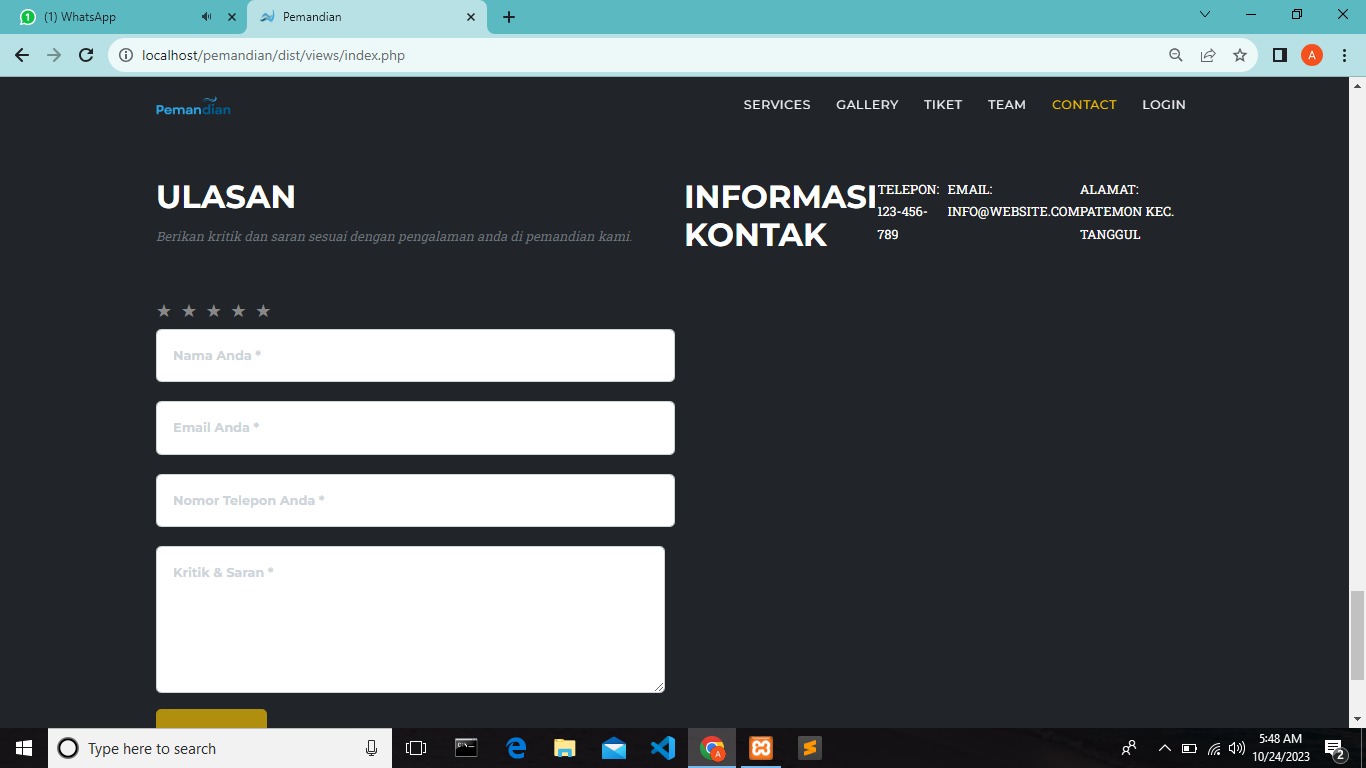 (1) WhatsApp
Pemandian
localhost/pemandian/dist/views/index.php
A
Pemandian
SERVICES
GALLERY
TIKET
TEAM
CONTACT
LOGIN
ULASAN
Berikan kritik dan saran sesuai dengan pengalaman anda di pemandian kami.
INFORMASI
KONTAK
TELEPON:
123-456-
789
EMAIL:
INFO@WEBSITE.COM
ALAMAT:
PATEMON KEC.
TANGGUL
Nama Anda *
Email Anda *
Nomor Telepon Anda *
Kritik & Saran *
Type here to search
5:48 AM
10/24/2023
2